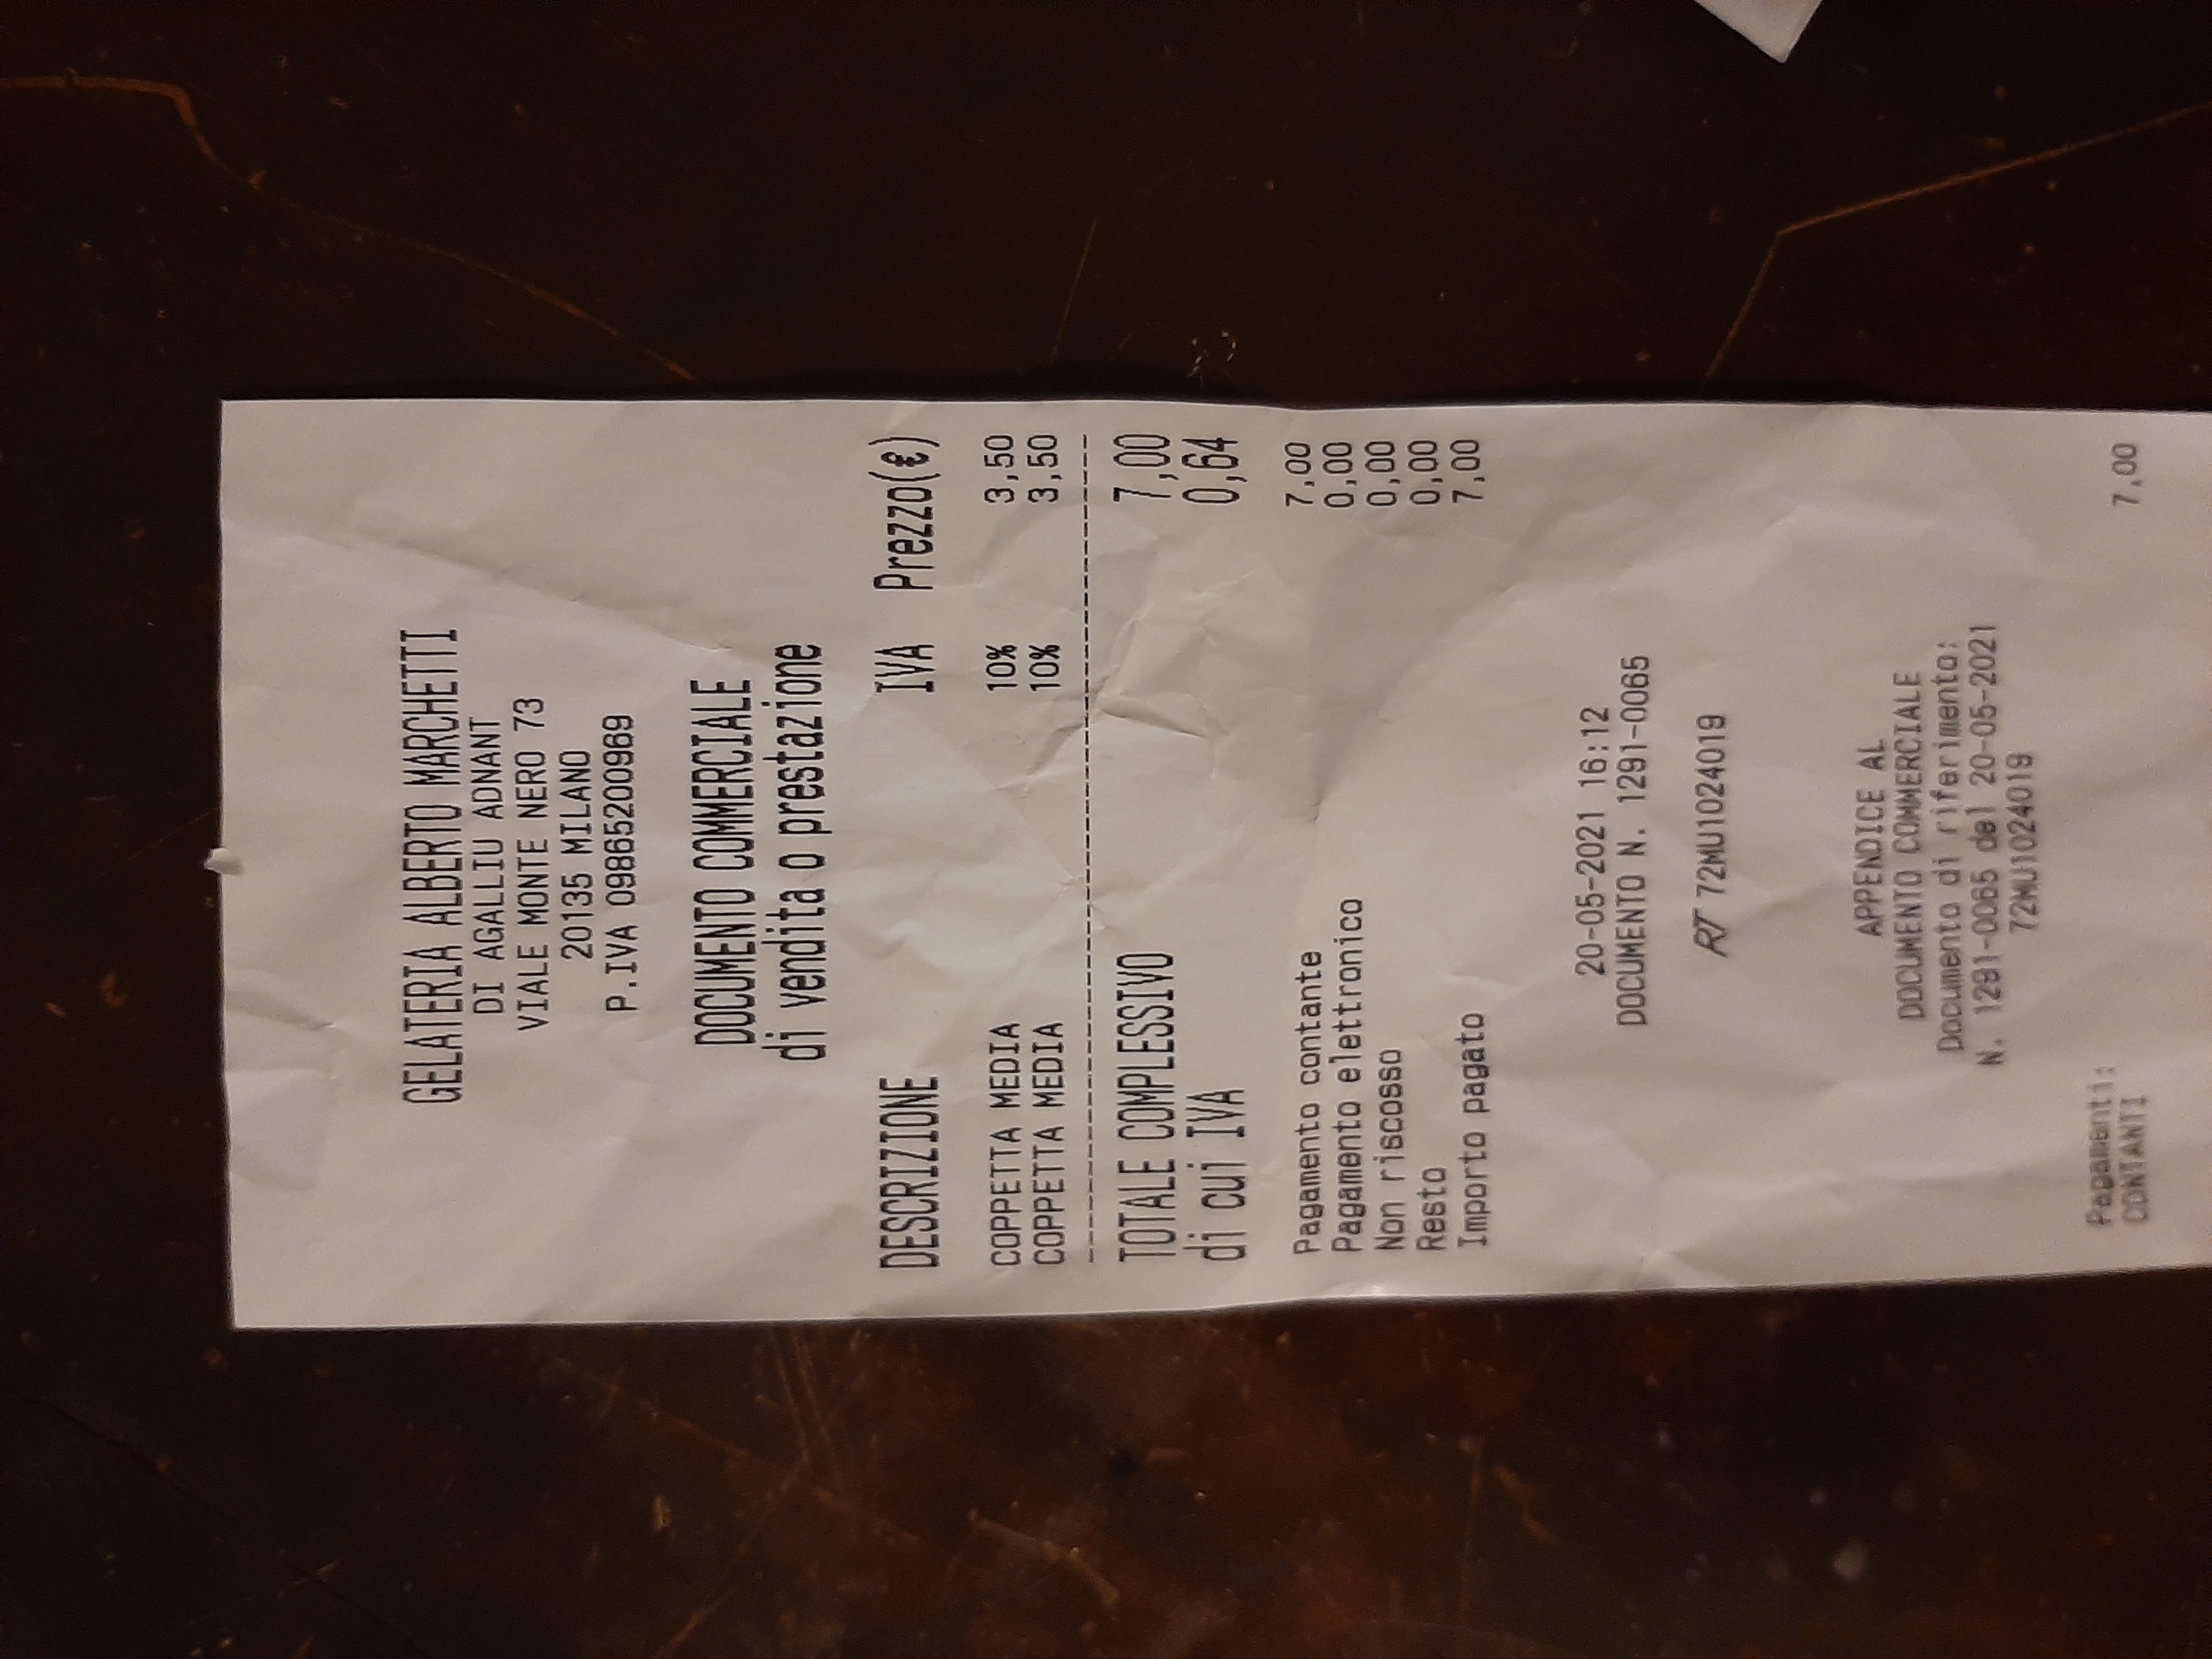 GELATERIA ALBERTO MARCHETTI
DI AGALLIU ADNANT
VIALE MONTE NERO 73
20135 MILANO
P.IVA 09865200969
DOCUMENTO COMMERCIALE
di vendita o prestazione
DESCRIZIONE IVA Prezzo(€)
COPPETTA MEDIA 10% 3,50
COPPETTA MEDIA 10% 3,50
TOTALE COMPLESSIVO 7,00
di cui IVA 0,64
Pagamento contante 7,00
Pagamento elettronico 0,00
Non riscosso 0,00
Resto 0,00
Importo pagato 7,00
20-05-2021 16:12
DOCUMENTO N. 1291-0065
RT 72MU1024019
APPENDICE AL
DOCUMENTO COMMERCIALE
Documento di riferimento:
N. 1291-0065 del 20-05-2021
72MU1024019
Pagamenti:
CONTANTI 7,00